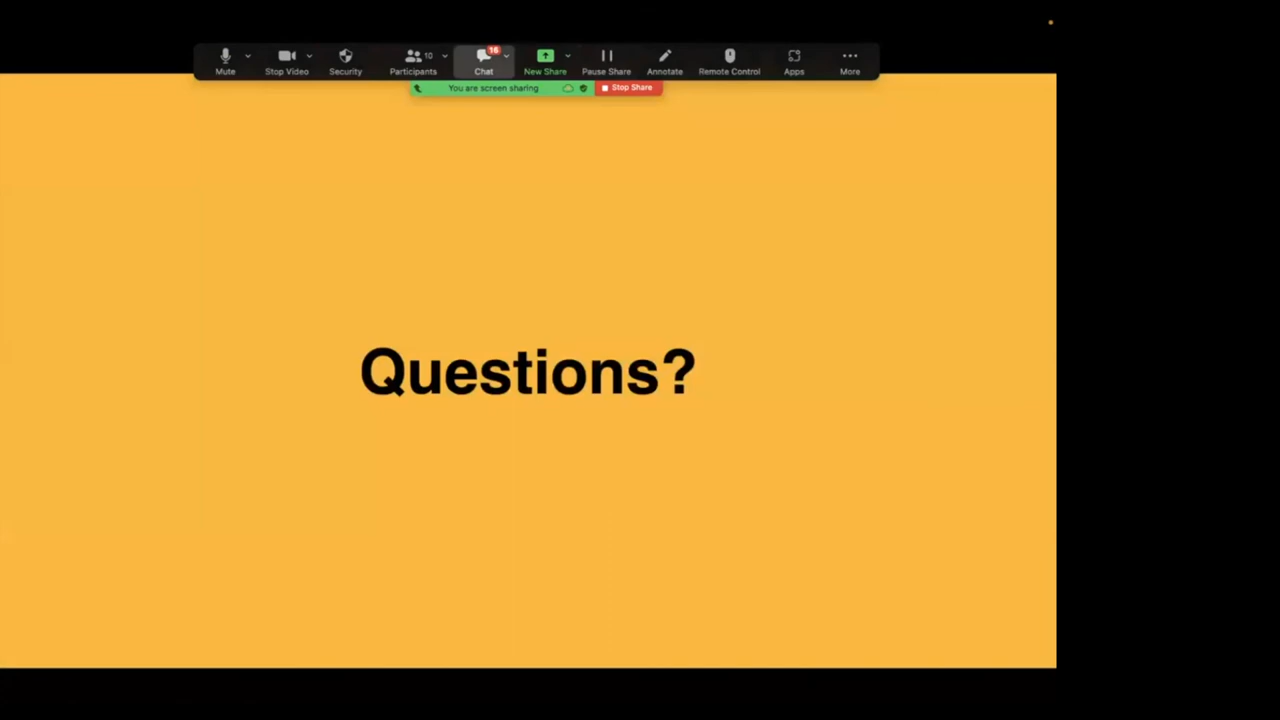 10 16
Mute Stop Video Security Participants Chat New Share Pause Share Annotate Remote Control Apps More
You are screen sharing Stop Share
Questions?